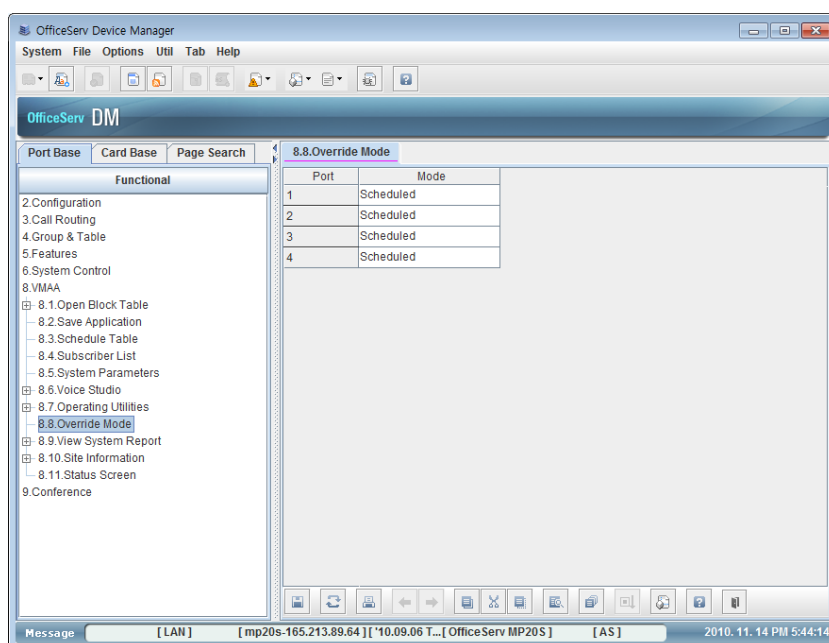 OfficeServ Device Manager
System File Options Util Tab Help
OfficeServ DM
Port Base Card Base Page Search
Functional
2.Configuration
3.Call Routing
4.Group & Table
5.Features
6.System Control
8.VMAA
8.1.Open Block Table
8.2.Save Application
8.3.Schedule Table
8.4.Subscriber List
8.5.System Parameters
8.6.Voice Studio
8.7.Operating Utilities
8.8.Override Mode
8.9.View System Report
8.10.Site Information
8.11.Status Screen
9.Conference
8.8.Override Mode
Port Mode
1 Scheduled
2 Scheduled
3 Scheduled
4 Scheduled
Message [ LAN ] [ mp20s-165.213.89.64 ] [ '10.09.06 T...[ OfficeServ MP20S ] [ AS ] 2010. 11. 14 PM 5:44:14